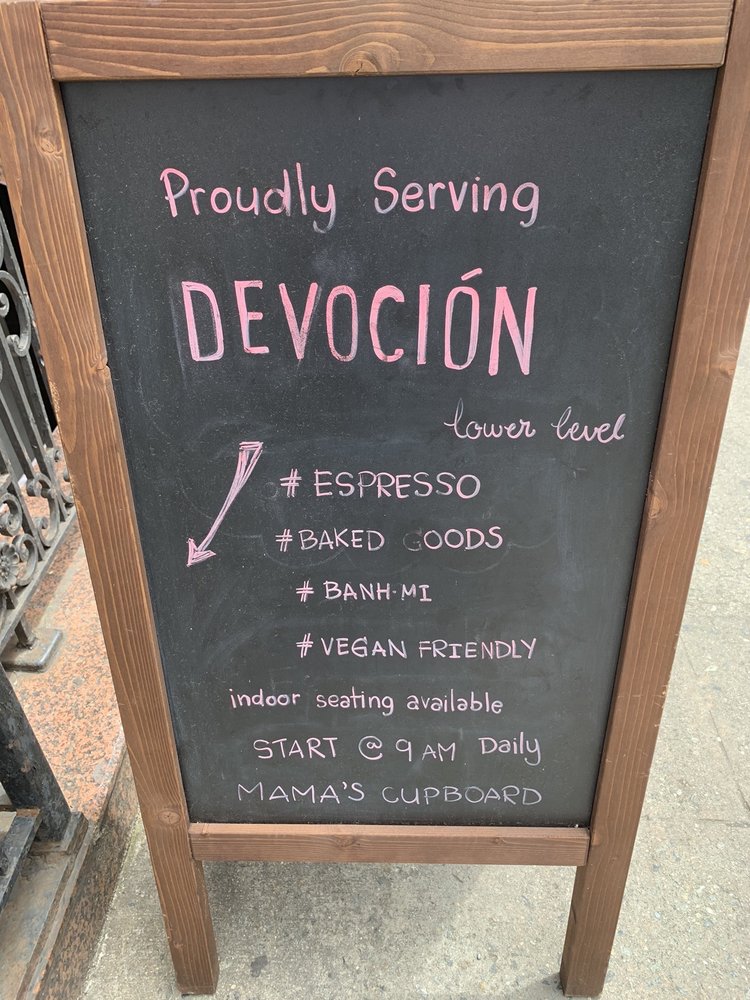 Proudly Serving
DEVOCIÓN
lower level
# ESPRESSO
#BAKED GOODS
# BANH-MI
# VEGAN FRIENDLY
indoor seating available
START @ 9 AM Daily
MAMA'S CUPBOARD